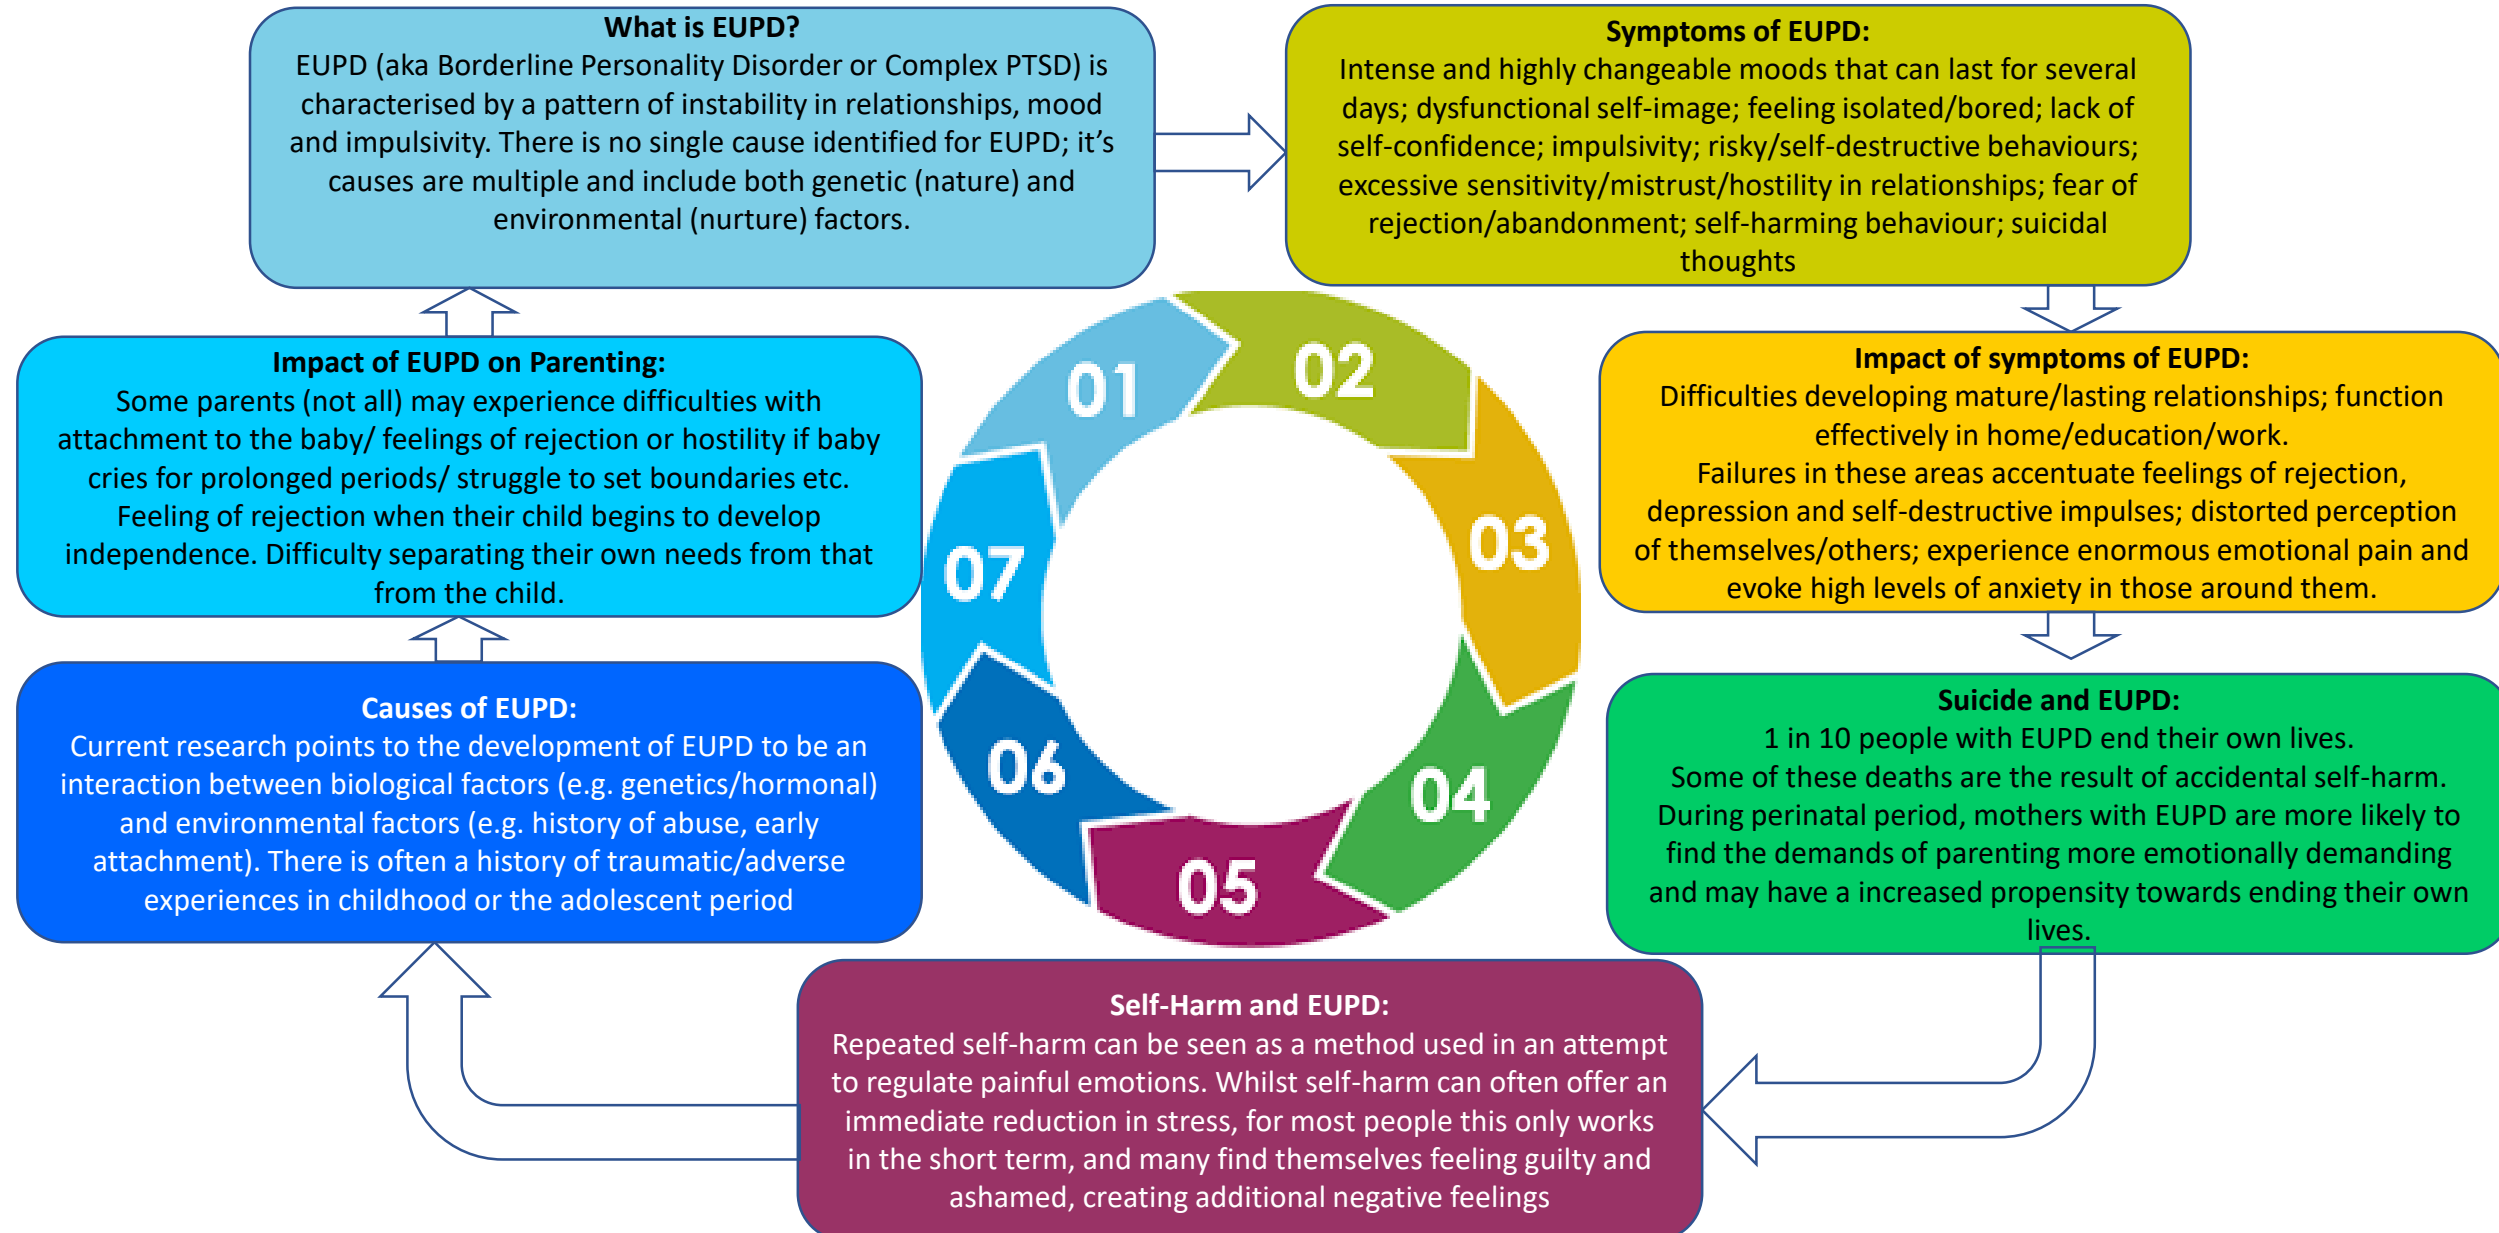 What is EUPD?
EUPD (aka Borderline Personality Disorder or Complex PTSD) is
characterised by a pattern of instability in relationships, mood
and impulsivity. There is no single cause identified for EUPD; it’s
causes are multiple and include both genetic (nature) and
environmental (nurture) factors.
Symptoms of EUPD:
Intense and highly changeable moods that can last for several
days; dysfunctional self-image; feeling isolated/bored; lack of
self-confidence; impulsivity; risky/self-destructive behaviours;
excessive sensitivity/mistrust/hostility in relationships; fear of
rejection/abandonment; self-harming behaviour; suicidal
thoughts
Impact of symptoms of EUPD:
Difficulties developing mature/lasting relationships; function
effectively in home/education/work.
Failures in these areas accentuate feelings of rejection,
depression and self-destructive impulses; distorted perception
of themselves/others; experience enormous emotional pain and
evoke high levels of anxiety in those around them.
Suicide and EUPD:
1 in 10 people with EUPD end their own lives.
Some of these deaths are the result of accidental self-harm.
During perinatal period, mothers with EUPD are more likely to
find the demands of parenting more emotionally demanding
and may have a increased propensity towards ending their own
lives.
Self-Harm and EUPD:
Repeated self-harm can be seen as a method used in an attempt
to regulate painful emotions. Whilst self-harm can often offer an
immediate reduction in stress, for most people this only works
in the short term, and many find themselves feeling guilty and
ashamed, creating additional negative feelings
Causes of EUPD:
Current research points to the development of EUPD to be an
interaction between biological factors (e.g. genetics/hormonal)
and environmental factors (e.g. history of abuse, early
attachment). There is often a history of traumatic/adverse
experiences in childhood or the adolescent period
Impact of EUPD on Parenting:
Some parents (not all) may experience difficulties with
attachment to the baby/ feelings of rejection or hostility if baby
cries for prolonged periods/ struggle to set boundaries etc.
Feeling of rejection when their child begins to develop
independence. Difficulty separating their own needs from that
from the child.
01
02
03
04
05
06
07